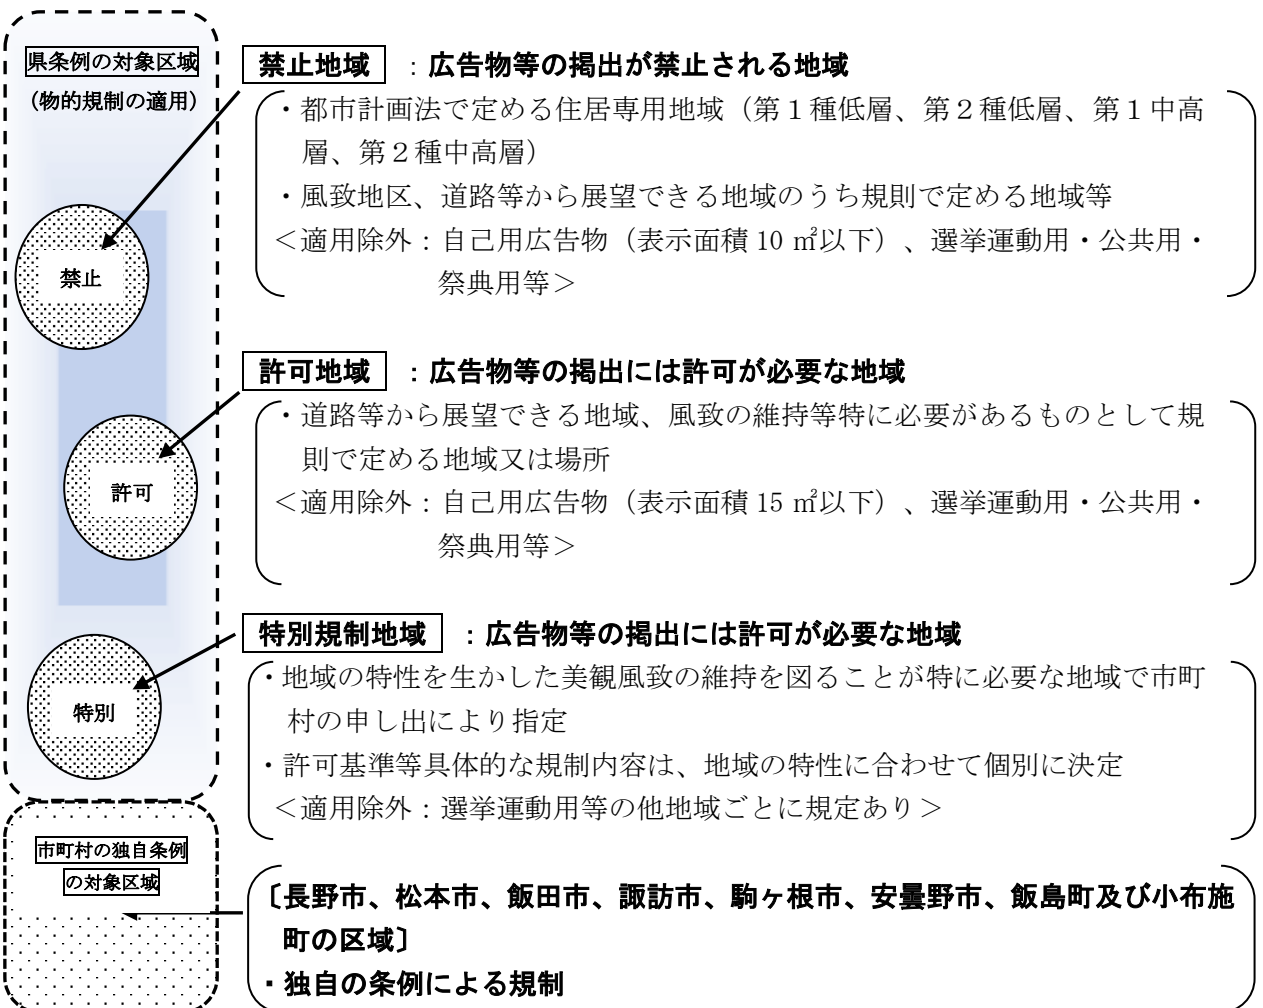 県条例の対象区域
（物的規制の適用）
禁止
許可
特別
市町村の独自条例
の対象区域
禁止地域 ：広告物等の掲出が禁止される地域
・都市計画法で定める住居専用地域（第１種低層、第２種低層、第１中高
層、第２種中高層）
・風致地区、道路等から展望できる地域のうち規則で定める地域等
＜適用除外：自己用広告物（表示面積 10 ㎡以下）、選挙運動用・公共用・
祭典用等＞
許可地域 ：広告物等の掲出には許可が必要な地域
・道路等から展望できる地域、風致の維持等特に必要があるものとして規
則で定める地域又は場所
＜適用除外：自己用広告物（表示面積 15 ㎡以下）、選挙運動用・公共用・
祭典用等＞
特別規制地域 ：広告物等の掲出には許可が必要な地域
・地域の特性を生かした美観風致の維持を図ることが特に必要な地域で市町
村の申し出により指定
・許可基準等具体的な規制内容は、地域の特性に合わせて個別に決定
＜適用除外：選挙運動用等の他地域ごとに規定あり＞
〔長野市、松本市、飯田市、諏訪市、駒ヶ根市、安曇野市、飯島町及び小布施
町の区域〕
・独自の条例による規制